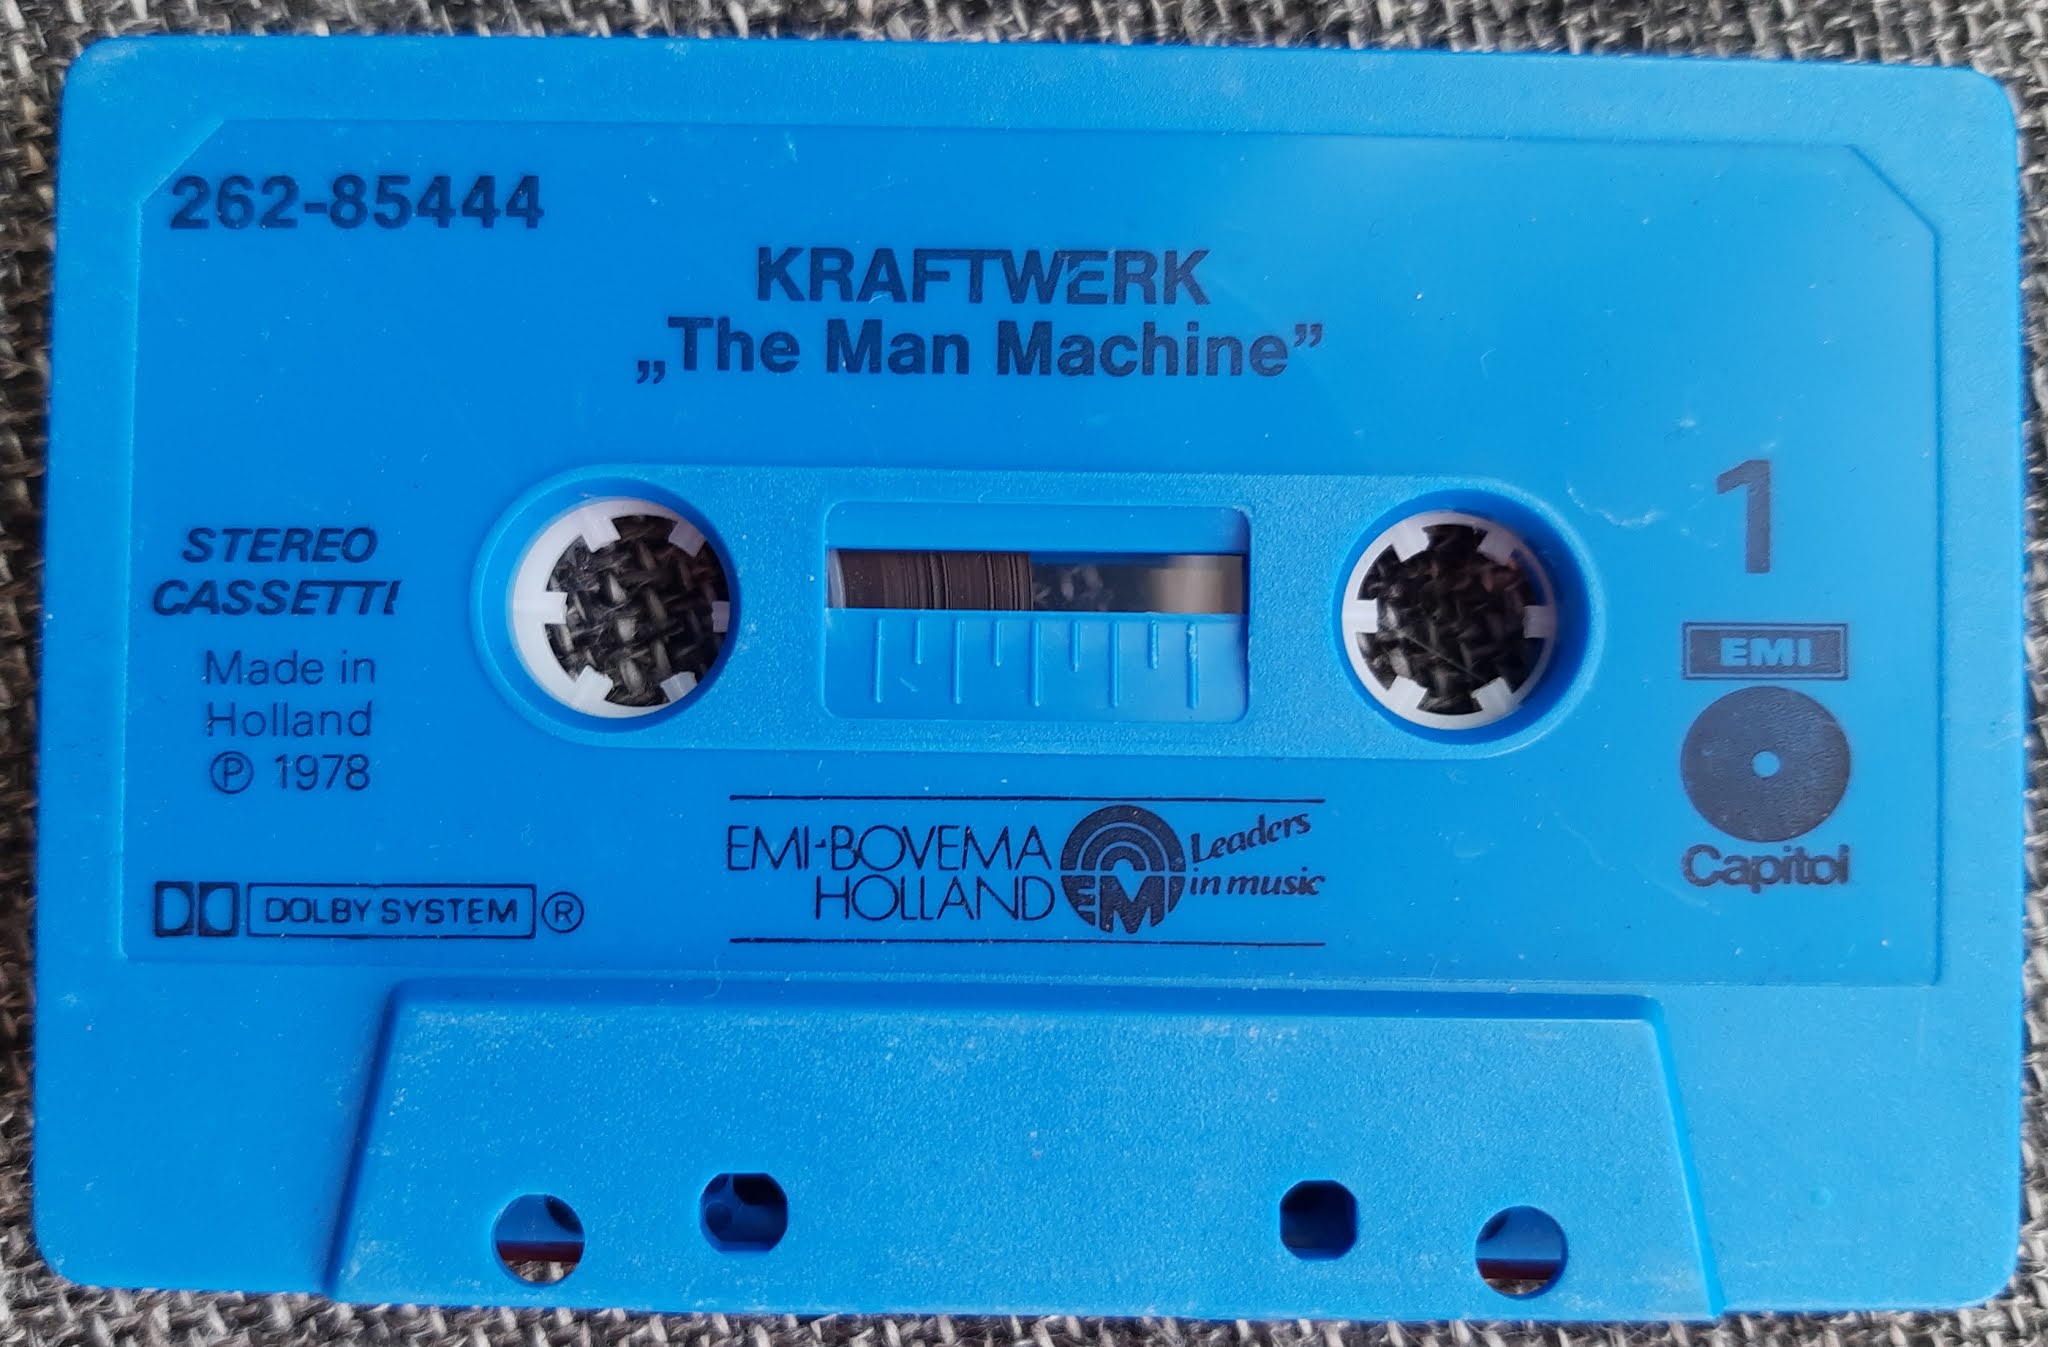 262-85444
KRAFTWERK
„The Man Machine”
1
STEREO
CASSETTE
Made in
Holland
Ⓟ 1978
EMI
Capitol
DOLBY SYSTEM ®
EMI-BOVEMA
HOLLAND
EMI
Leaders
in music